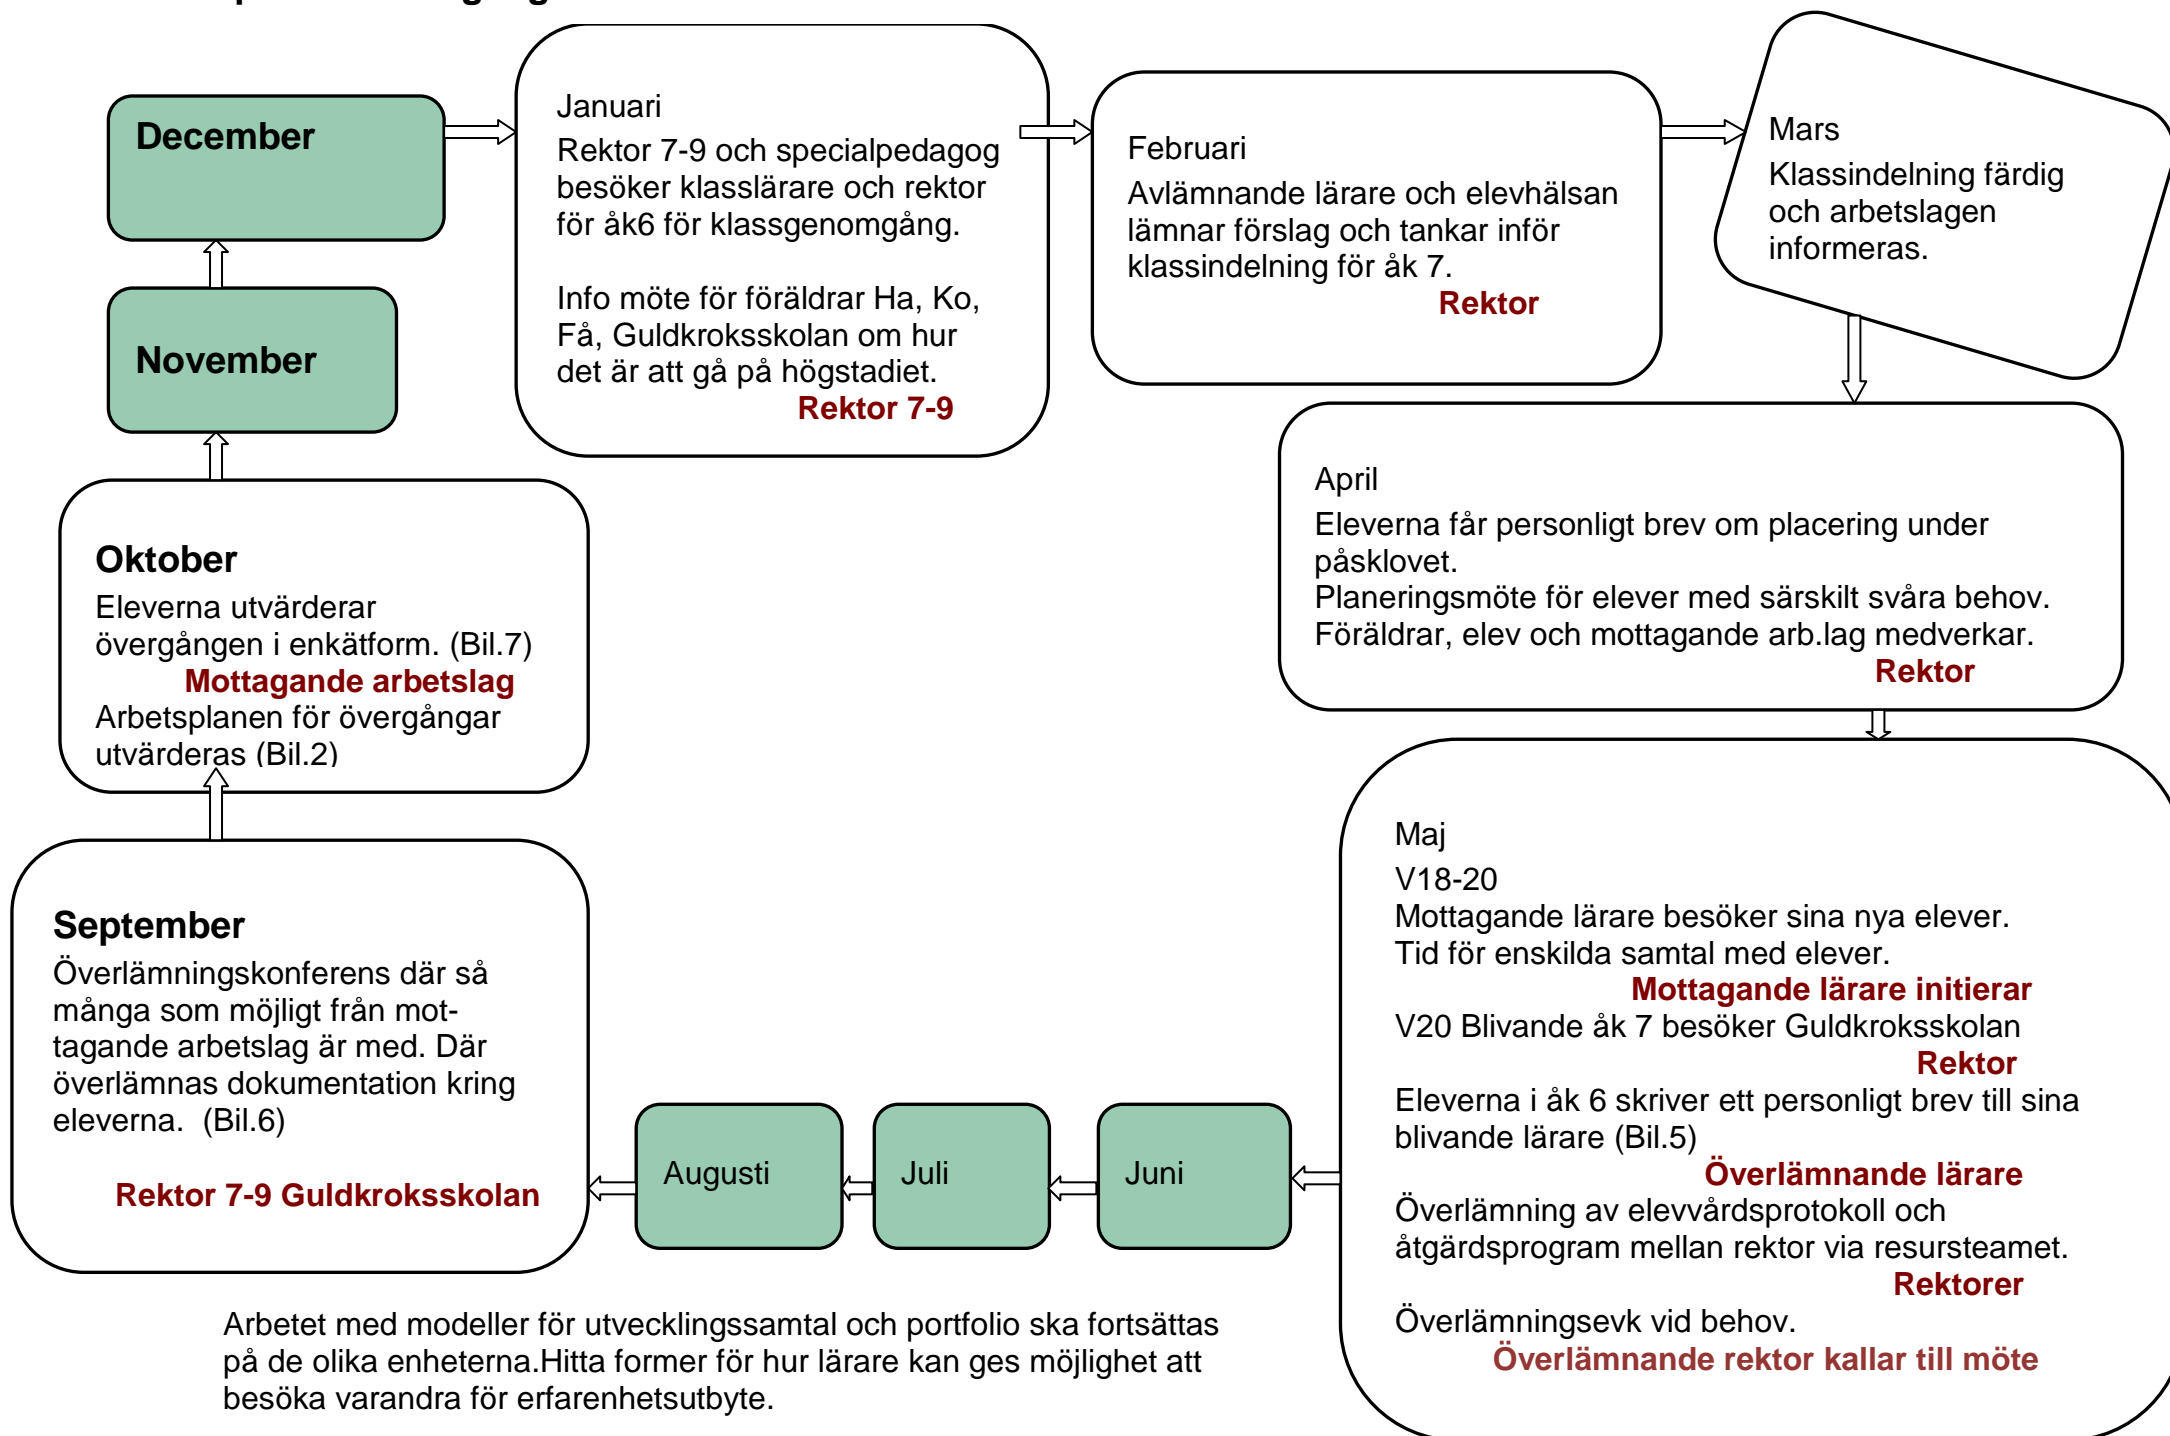 December
November
Januari
Rektor 7-9 och specialpedagog
besöker klasslärare och rektor
för åk6 för klassgenomgång.
Info möte för föräldrar Ha, Ko,
Få, Guldkroksskolan om hur
det är att gå på högstadiet.
Rektor 7-9
Februari
Avlämnande lärare och elevhälsan
lämnar förslag och tankar inför
klassindelning för åk 7.
Rektor
Mars
Klassindelning färdig
och arbetslagen
informeras.
April
Eleverna får personligt brev om placering under
påsklovet.
Planeringsmöte för elever med särskilt svåra behov.
Föräldrar, elev och mottagande arb.lag medverkar.
Rektor
Maj
V18-20
Mottagande lärare besöker sina nya elever.
Tid för enskilda samtal med elever.
Mottagande lärare initierar
V20 Blivande åk 7 besöker Guldkroksskolan
Rektor
Eleverna i åk 6 skriver ett personligt brev till sina
blivande lärare (Bil.5)
Överlämnande lärare
Överlämning av elevvårdsprotokoll och
åtgärdsprogram mellan rektor via resursteamet.
Rektorer
Överlämningsevk vid behov.
Överlämnande rektor kallar till möte
Juni
Juli
Augusti
September
Överlämningskonferens där så
många som möjligt från mot-
tagande arbetslag är med. Där
överlämnas dokumentation kring
eleverna.  (Bil.6)
Rektor 7-9 Guldkroksskolan
Oktober
Eleverna utvärderar
övergången i enkätform. (Bil.7)
Mottagande arbetslag
Arbetsplanen för övergångar
utvärderas (Bil.2)
Arbetet med modeller för utvecklingssamtal och portfolio ska fortsättas
på de olika enheterna.Hitta former för hur lärare kan ges möjlighet att
besöka varandra för erfarenhetsutbyte.